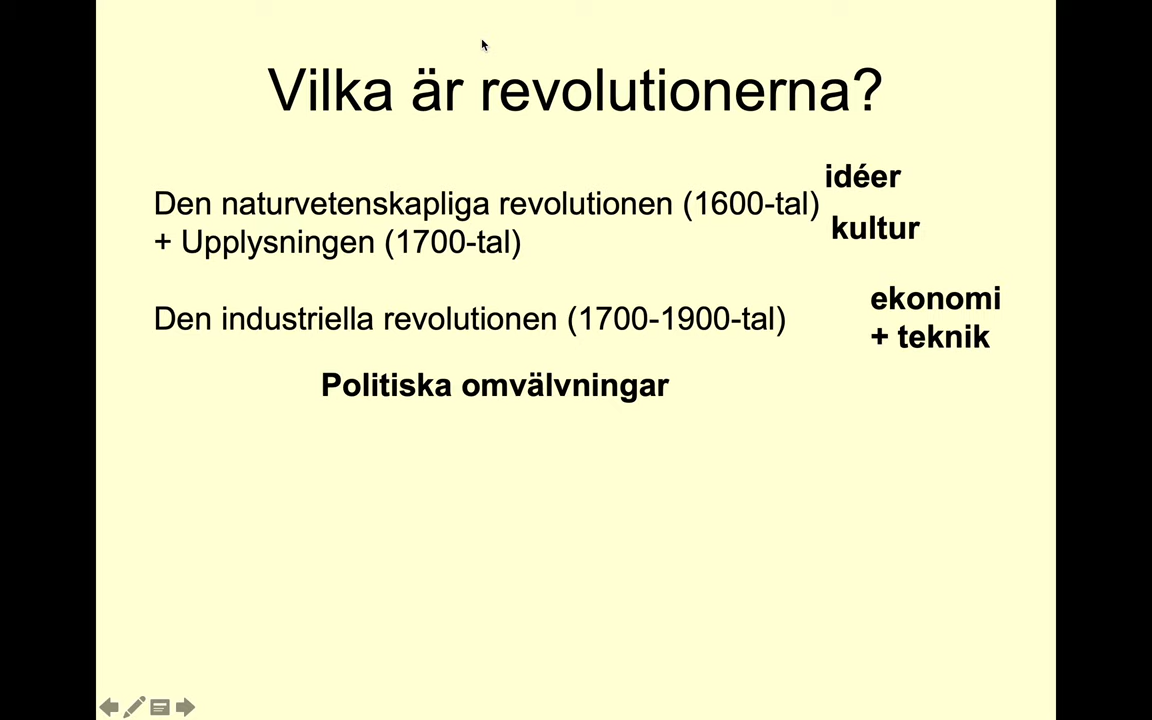 Vilka är revolutionerna?
idéer
Den naturvetenskapliga revolutionen (1600-tal)
kultur
+ Upplysningen (1700-tal)
ekonomi
Den industriella revolutionen (1700-1900-tal)
+ teknik
Politiska omvälvningar